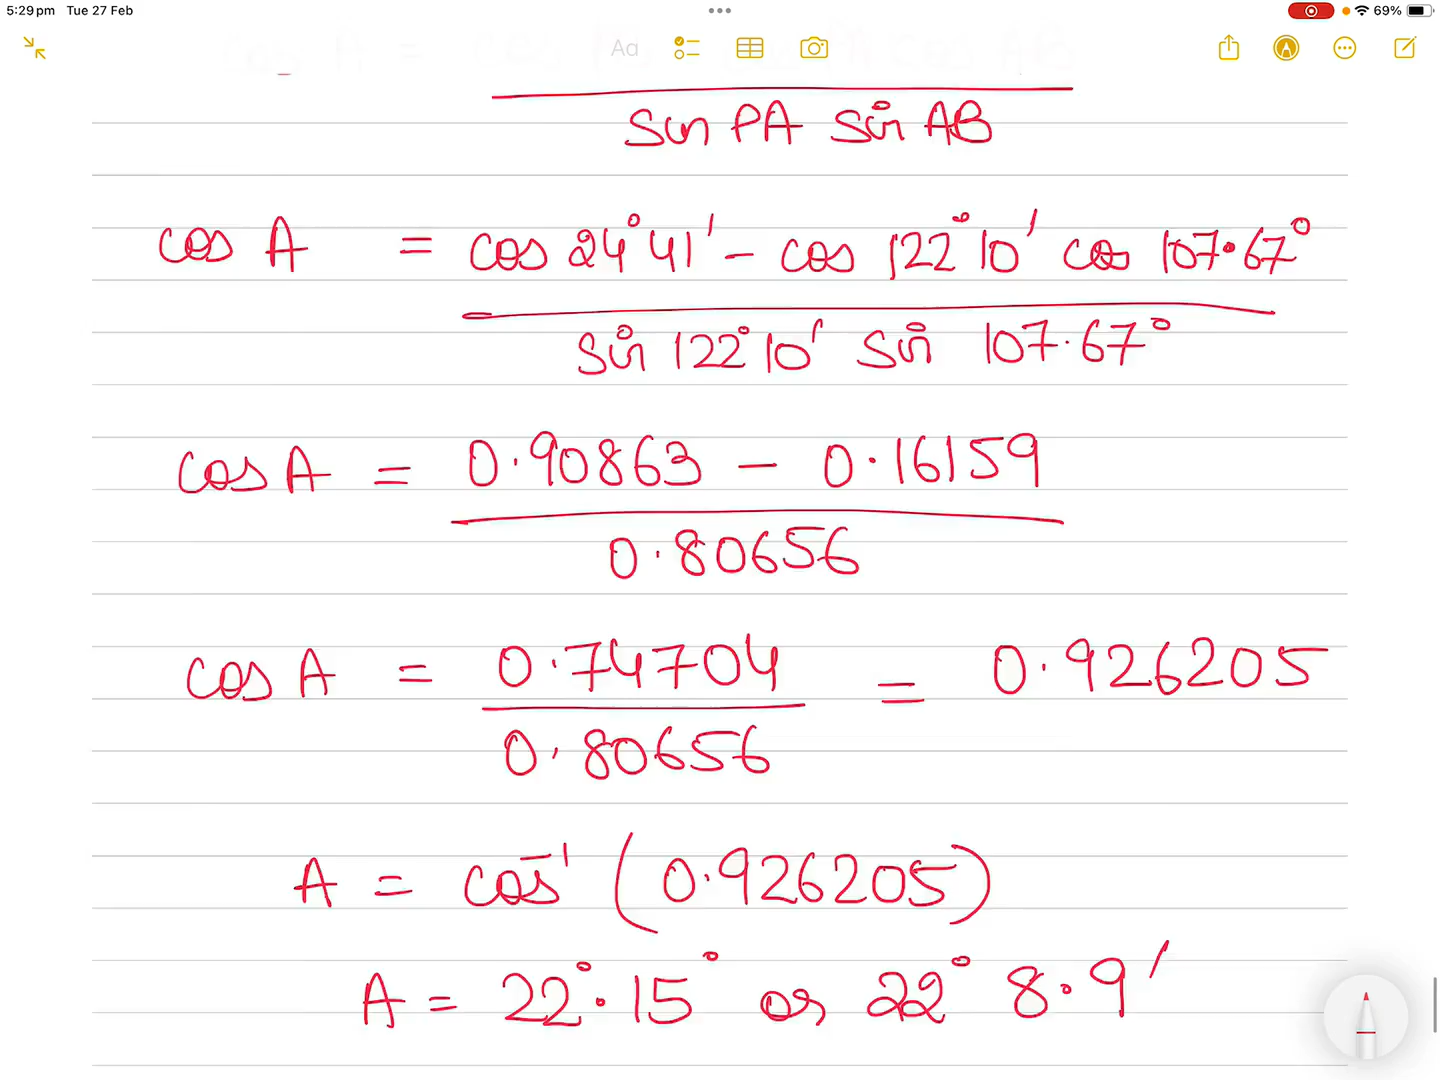 5:29 pm Tue 27 Feb
69%
Aa
Sin PA Sin AB
cos A = cos 24°41' - cos 122°10' cos 107.67°
sin 122°10' sin 107.67°
cos A = 0.90863 - 0.16159
0.80656
cos A = 0.74704 = 0.926205
0.80656
A = cos⁻¹ (0.926205)
A = 22°.15° or 22° 8.9'